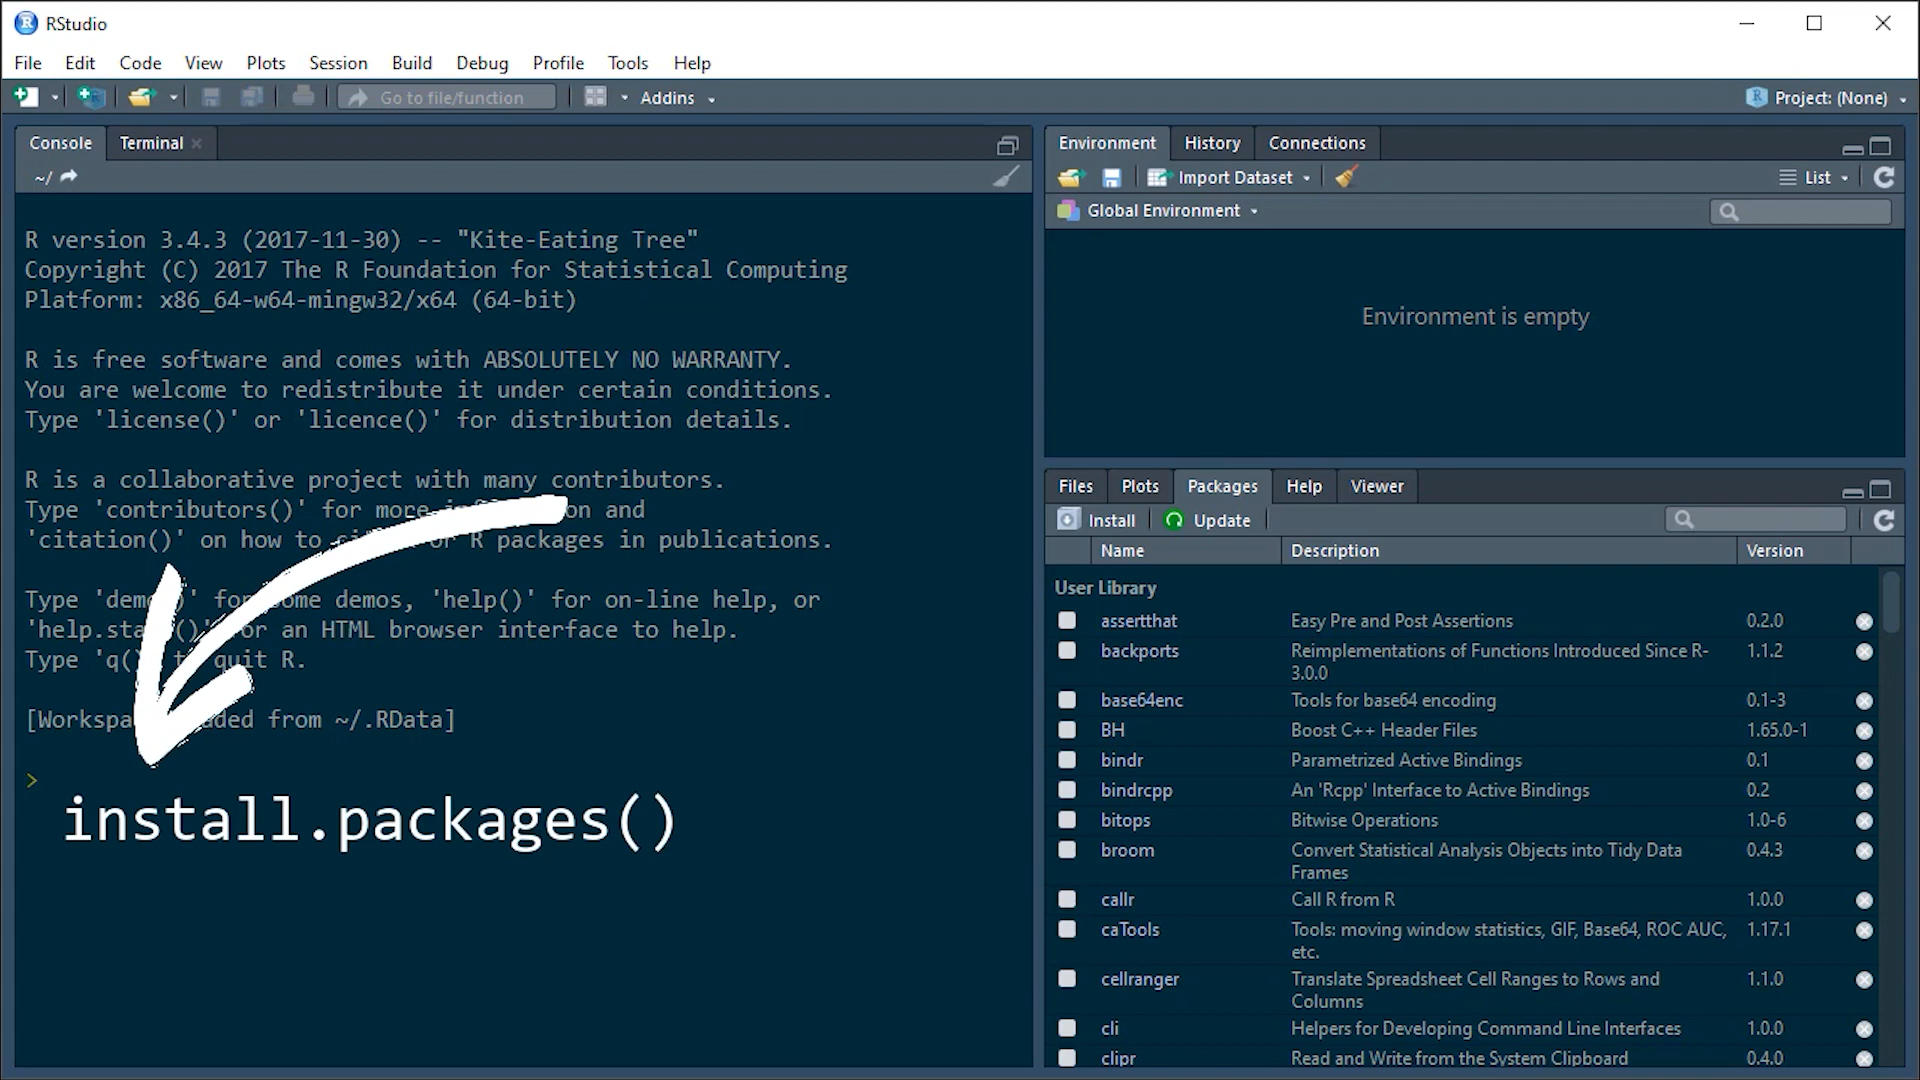 RStudio
File Edit Code View Plots Session Build Debug Profile Tools Help
Go to file/function Addins Project: (None)
Console Terminal
~/
R version 3.4.3 (2017-11-30) -- "Kite-Eating Tree"
Copyright (C) 2017 The R Foundation for Statistical Computing
Platform: x86_64-w64-mingw32/x64 (64-bit)
R is free software and comes with ABSOLUTELY NO WARRANTY.
You are welcome to redistribute it under certain conditions.
Type 'license()' or 'licence()' for distribution details.
R is a collaborative project with many contributors.
Type 'contributors()' for more on and
'citation()' on how to or R packages in publications.
Type 'demo()' for some demos, 'help()' for on-line help, or
'help.start()' for an HTML browser interface to help.
Type 'q()' to quit R.
[Workspace loaded from ~/.RData]
>
install.packages()
Environment History Connections
Import Dataset List
Global Environment
Environment is empty
Files Plots Packages Help Viewer
Install Update
Name Description Version
User Library
assertthat Easy Pre and Post Assertions 0.2.0
backports Reimplementations of Functions Introduced Since R- 1.1.2
3.0.0
base64enc Tools for base64 encoding 0.1-3
BH Boost C++ Header Files 1.65.0-1
bindr Parametrized Active Bindings 0.1
bindrcpp An 'Rcpp' Interface to Active Bindings 0.2
bitops Bitwise Operations 1.0-6
broom Convert Statistical Analysis Objects into Tidy Data 0.4.3
Frames
callr Call R from R 1.0.0
caTools Tools: moving window statistics, GIF, Base64, ROC AUC, 1.17.1
etc.
cellranger Translate Spreadsheet Cell Ranges to Rows and 1.1.0
Columns
cli Helpers for Developing Command Line Interfaces 1.0.0
clipr Read and Write from the System Clipboard 0.4.0